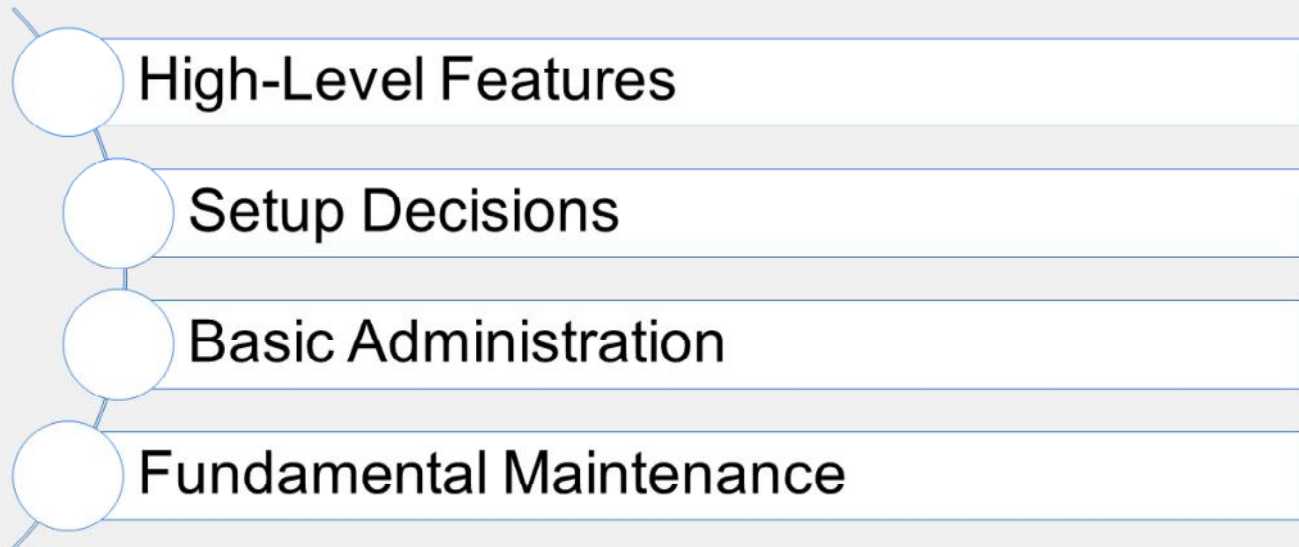 High-Level Features
Setup Decisions
Basic Administration
Fundamental Maintenance